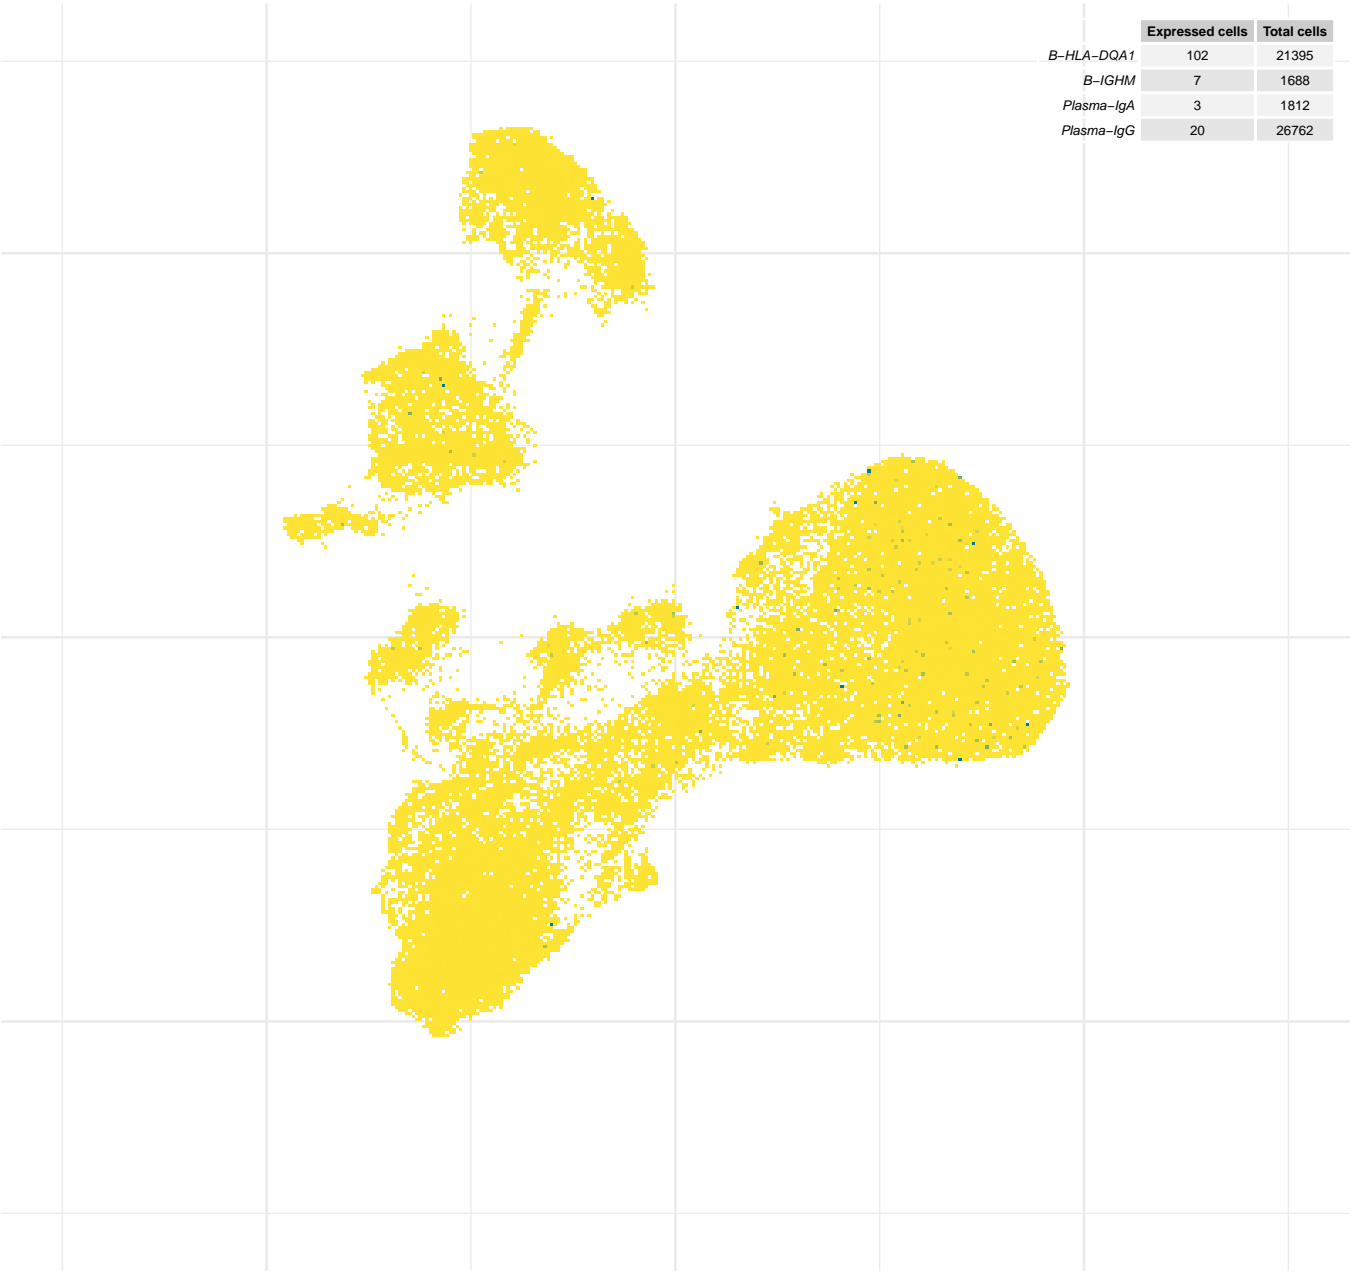 Expressed cells Total cells
B−HLA−DQA1 102 21395
B−IGHM 7 1688
Plasma−IgA 3 1812
Plasma−IgG 20 26762